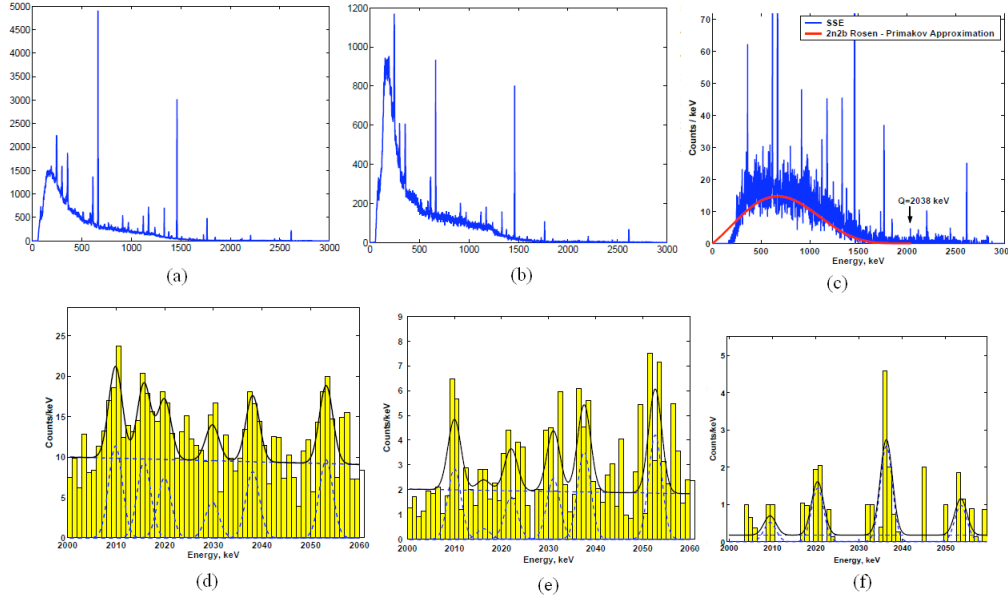 5000
4500
4000
3500
3000
2500
2000
1500
1000
500
0
0 500 1000 1500 2000 2500 3000
(a)
1200
1000
800
600
400
200
0
0 500 1000 1500 2000 2500 3000
(b)
Counts / keV
70
60
50
40
30
20
10
0
SSE
2n2b Rosen - Primakov Approximation
Q=2038 keV
0 500 1000 1500 2000 2500 3000
Energy, keV
(c)
Counts/keV
25
20
15
10
5
0
2000 2010 2020 2030 2040 2050 2060
Energy, keV
(d)
Counts/keV
9
8
7
6
5
4
3
2
1
0
2000 2010 2020 2030 2040 2050 2060
Energy, keV
(e)
Counts/keV
5
4
3
2
1
0
2000 2010 2020 2030 2040 2050
Energy, keV
(f)